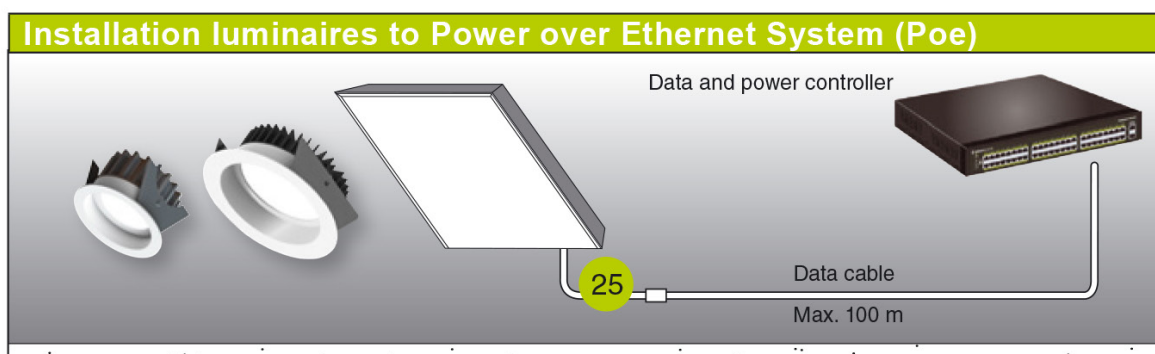 Installation luminaires to Power over Ethernet System (Poe)
Data and power controller
25
Data cable
Max. 100 m